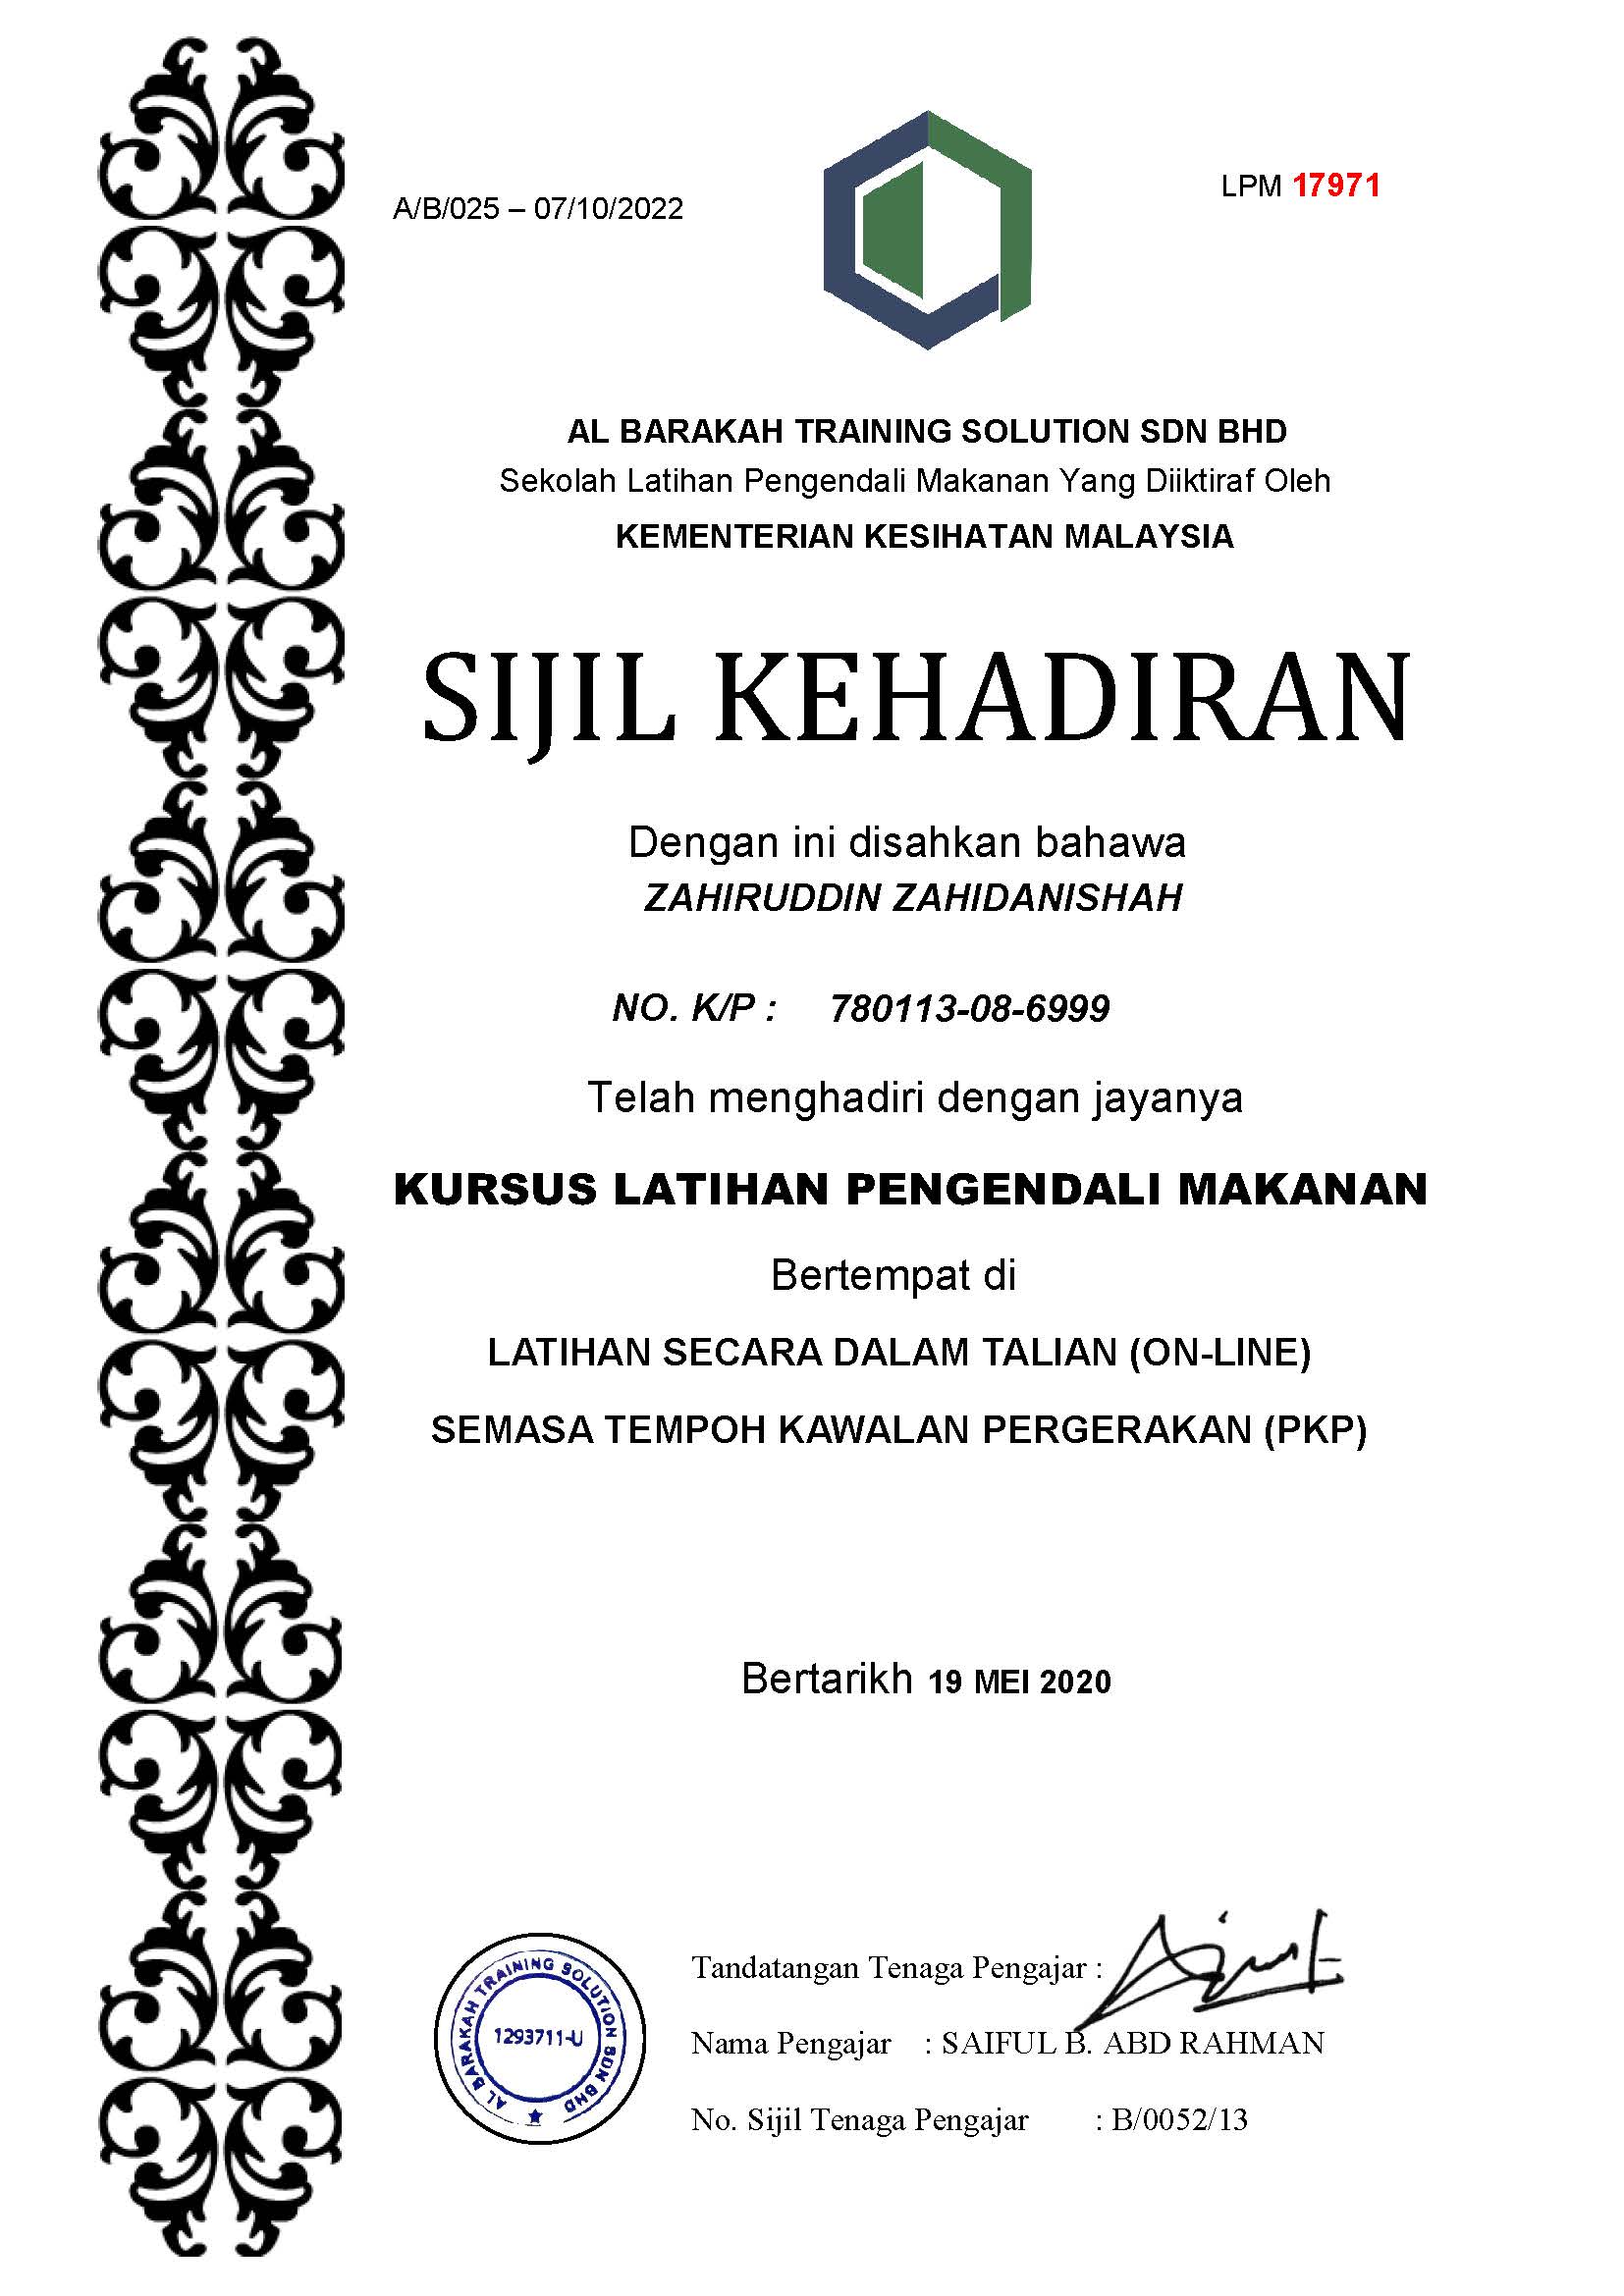 A/B/025 – 07/10/2022
LPM 17971
AL BARAKAH TRAINING SOLUTION SDN BHD
Sekolah Latihan Pengendali Makanan Yang Diiktiraf Oleh
KEMENTERIAN KESIHATAN MALAYSIA
SIJIL KEHADIRAN
Dengan ini disahkan bahawa
ZAHIRUDDIN ZAHIDANISHAH
NO. K/P : 780113-08-6999
Telah menghadiri dengan jayanya
KURSUS LATIHAN PENGENDALI MAKANAN
Bertempat di
LATIHAN SECARA DALAM TALIAN (ON-LINE)
SEMASA TEMPOH KAWALAN PERGERAKAN (PKP)
Bertarikh 19 MEI 2020
AL BARAKAH TRAINING SOLUTION SDN BHD
1293711-U
Tandatangan Tenaga Pengajar :
Nama Pengajar : SAIFUL B. ABD RAHMAN
No. Sijil Tenaga Pengajar : B/0052/13